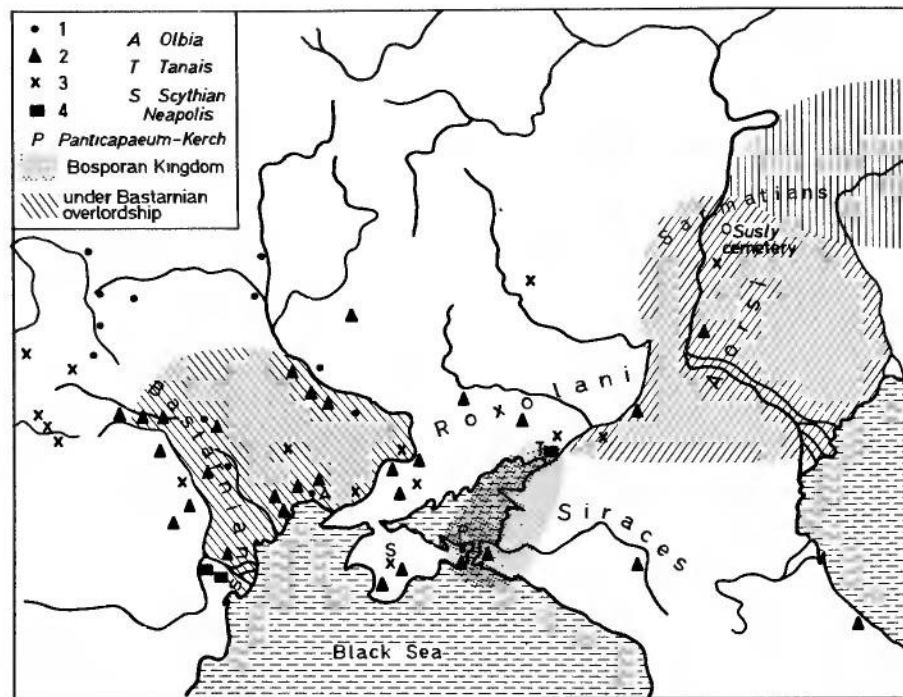 1
2
3
4
A Olbia
T Tanais
S Scythian
Neapolis
P Panticapaeum-Kerch
Bosporan Kingdom
under Bastarnian
overlordship
Sarmatians
Susly
cemetery
Aorsi
Roxolani
Bastarnians
T
A
Siraces
S
P
Black Sea